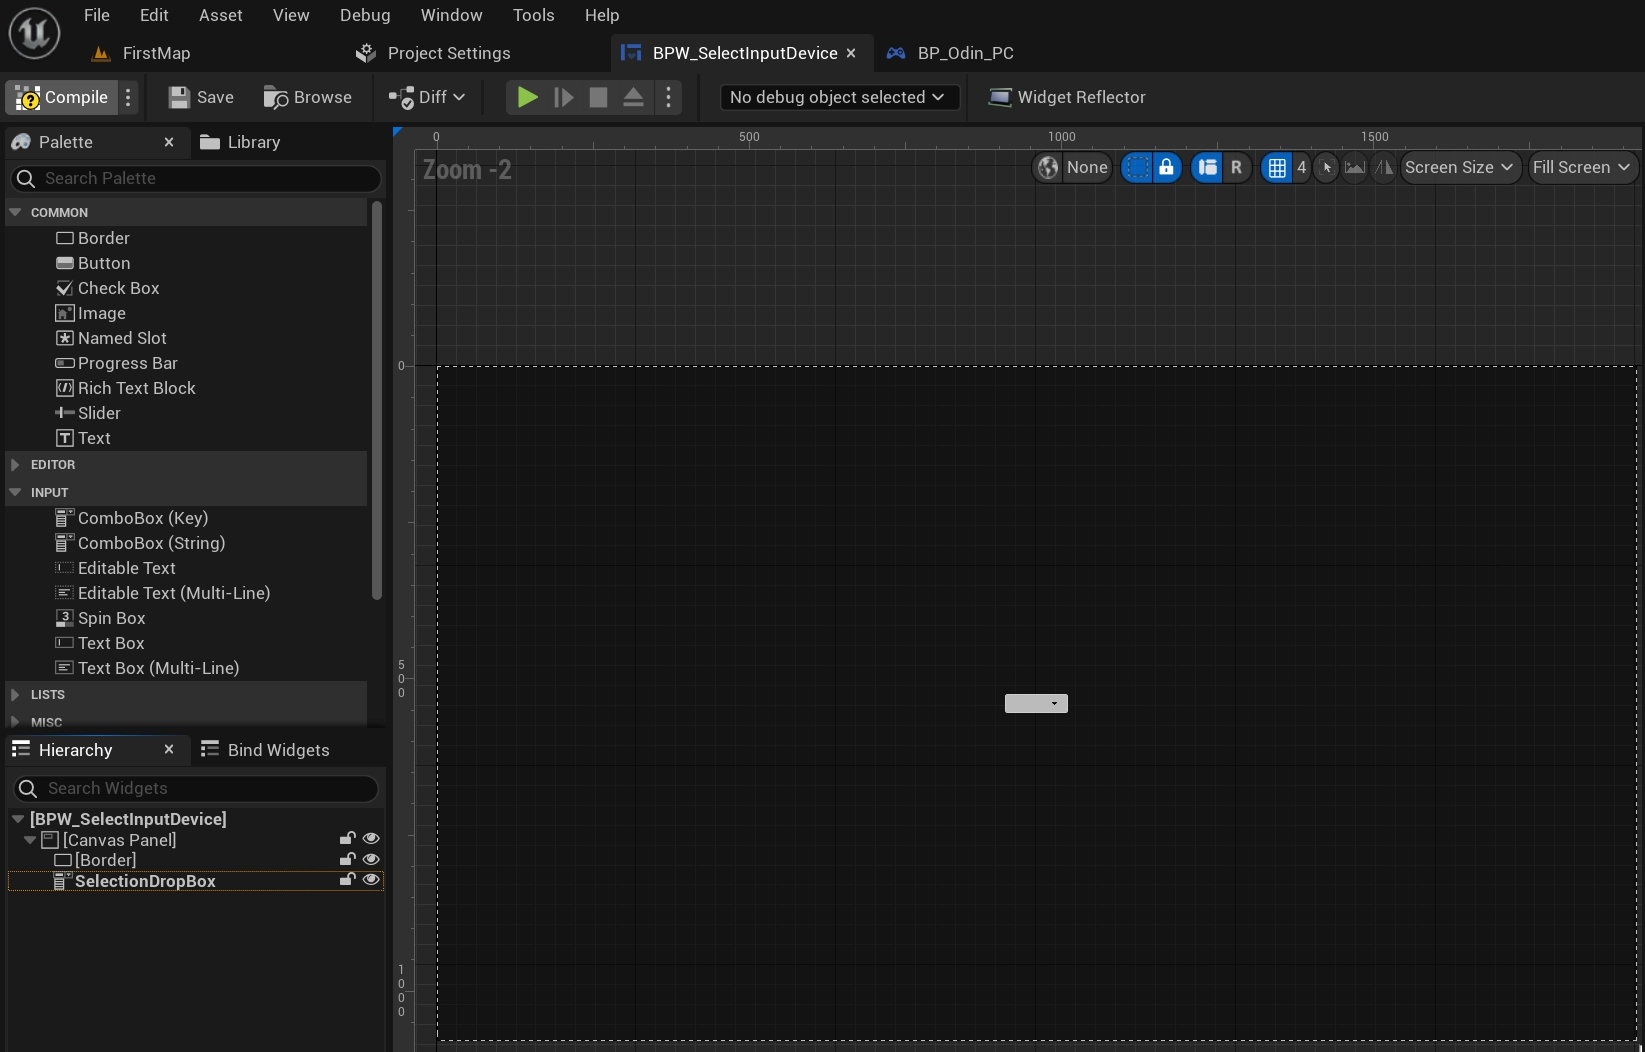 File Edit Asset View Debug Window Tools Help
FirstMap Project Settings BPW_SelectInputDevice BP_Odin_PC
Compile Save Browse Diff No debug object selected Widget Reflector
Palette Library
Search Palette
COMMON
Border
Button
Check Box
Image
Named Slot
Progress Bar
Rich Text Block
Slider
Text
EDITOR
INPUT
ComboBox (Key)
ComboBox (String)
Editable Text
Editable Text (Multi-Line)
Spin Box
Text Box
Text Box (Multi-Line)
LISTS
MISC
Hierarchy Bind Widgets
Search Widgets
[BPW_SelectInputDevice]
[Canvas Panel]
[Border]
SelectionDropBox
0 500 1000 1500
Zoom -2 None R 4 Screen Size Fill Screen
0
500
1000